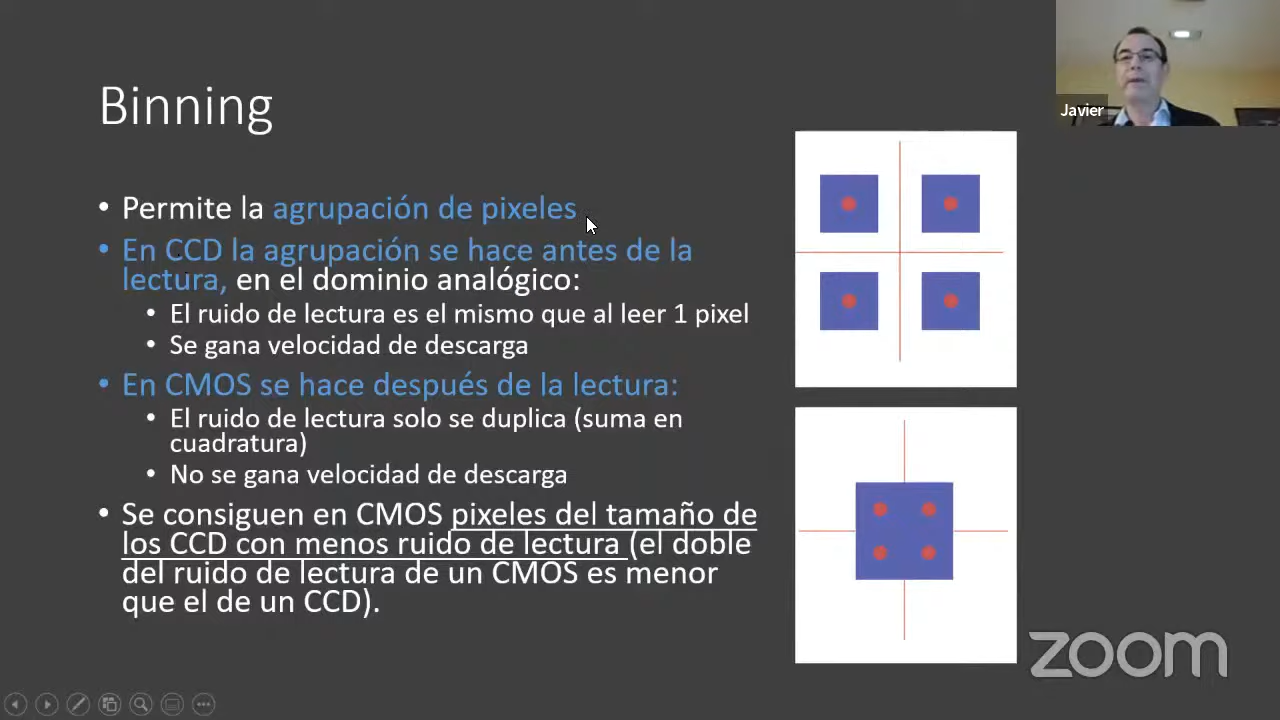 Binning
Javier
• Permite la agrupación de pixeles
• En CCD la agrupación se hace antes de la
lectura, en el dominio analógico:
• El ruido de lectura es el mismo que al leer 1 pixel
• Se gana velocidad de descarga
• En CMOS se hace después de la lectura:
• El ruido de lectura solo se duplica (suma en
cuadratura)
• No se gana velocidad de descarga
• Se consiguen en CMOS pixeles del tamaño de
los CCD con menos ruido de lectura (el doble
del ruido de lectura de un CMOS es menor
que el de un CCD).
zoom